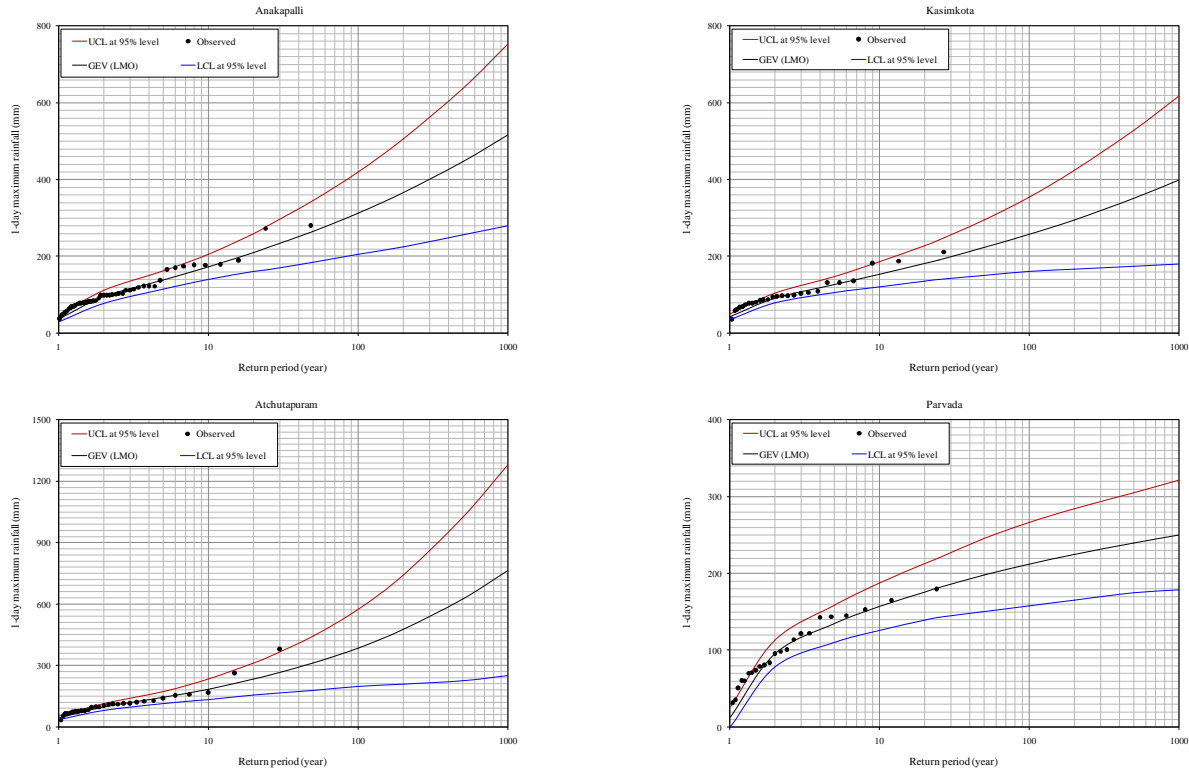 Anakapalli
800
600
400
200
0
1 10 100 1000
1-day maximum rainfall (mm)
Return period (year)
UCL at 95% level Observed
GEV (LMO) LCL at 95% level
Kasimkota
800
600
400
200
0
1 10 100 1000
1-day maximum rainfall (mm)
Return period (year)
UCL at 95% level Observed
GEV (LMO) LCL at 95% level
Atchutapuram
1500
1200
900
600
300
0
1 10 100 1000
1-day maximum rainfall (mm)
Return period (year)
UCL at 95% level Observed
GEV (LMO) LCL at 95% level
Parvada
400
300
200
100
0
1 10 100 1000
1-day maximum rainfall (mm)
Return period (year)
UCL at 95% level Observed
GEV (LMO) LCL at 95% level